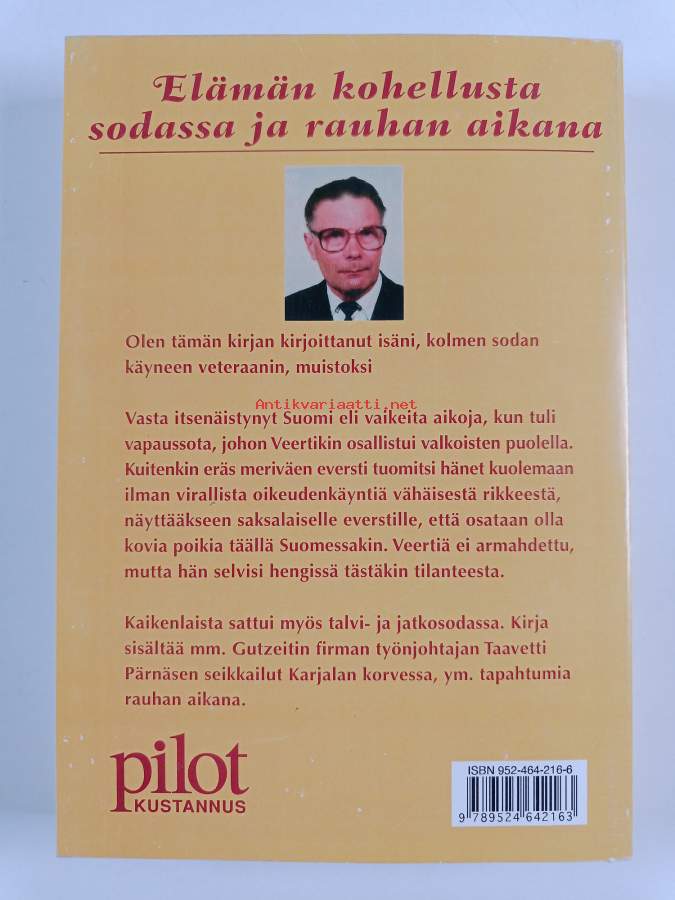 Elämän kohellusta
sodassa ja rauhan aikana
Olen tämän kirjan kirjoittanut isäni, kolmen sodan
käyneen veteraanin, muistoksi
Antikvariaatti.net
Vasta itsenäistynyt Suomi eli vaikeita aikoja, kun tuli
vapaussota, johon Veertikin osallistui valkoisten puolella.
Kuitenkin eräs meriväen eversti tuomitsi hänet kuolemaan
ilman virallista oikeudenkäyntiä vähäisestä rikkeestä,
näyttääkseen saksalaiselle everstille, että osataan olla
kovia poikia täällä Suomessakin. Veertiä ei armahdettu,
mutta hän selvisi hengissä tästäkin tilanteesta.
Kaikenlaista sattui myös talvi- ja jatkosodassa. Kirja
sisältää mm. Gutzeitin firman työnjohtajan Taavetti
Pärnäsen seikkailut Karjalan korvessa, ym. tapahtumia
rauhan aikana.
pilot
KUSTANNUS
ISBN 952-464-216-6
9 789524 642163